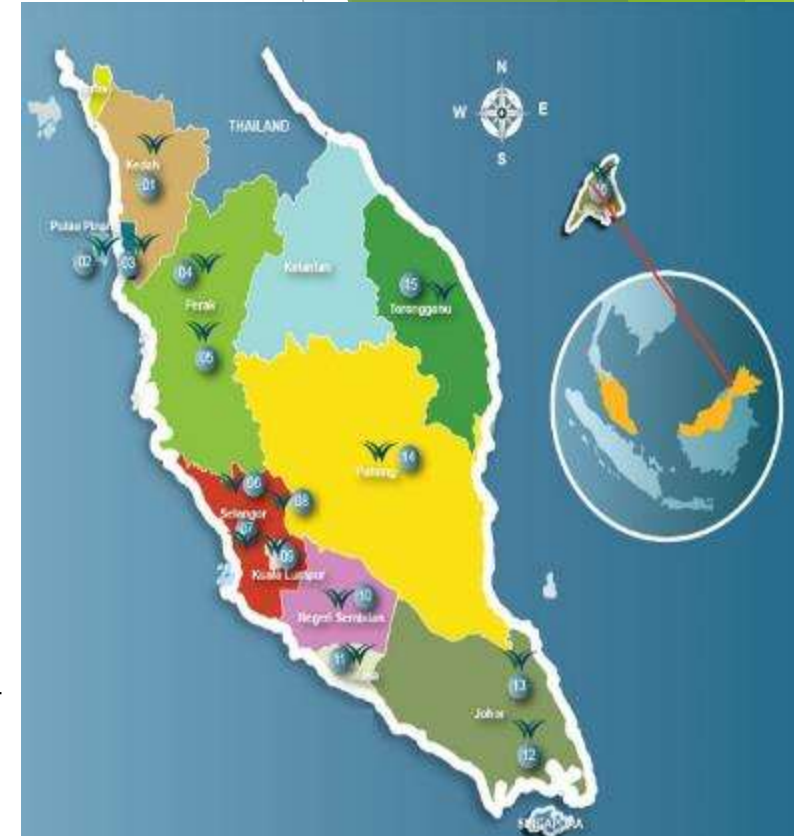 N
W E
S
THAILAND
Kedah
01
Pulau Pinang
02
03
04
Perak
05
Kelantan
15
Terengganu
14
Pahang
06
08
Selangor
07
09
Kuala Lumpur
10
Negeri Sembilan
11
13
Johor
12
SINGAPURA